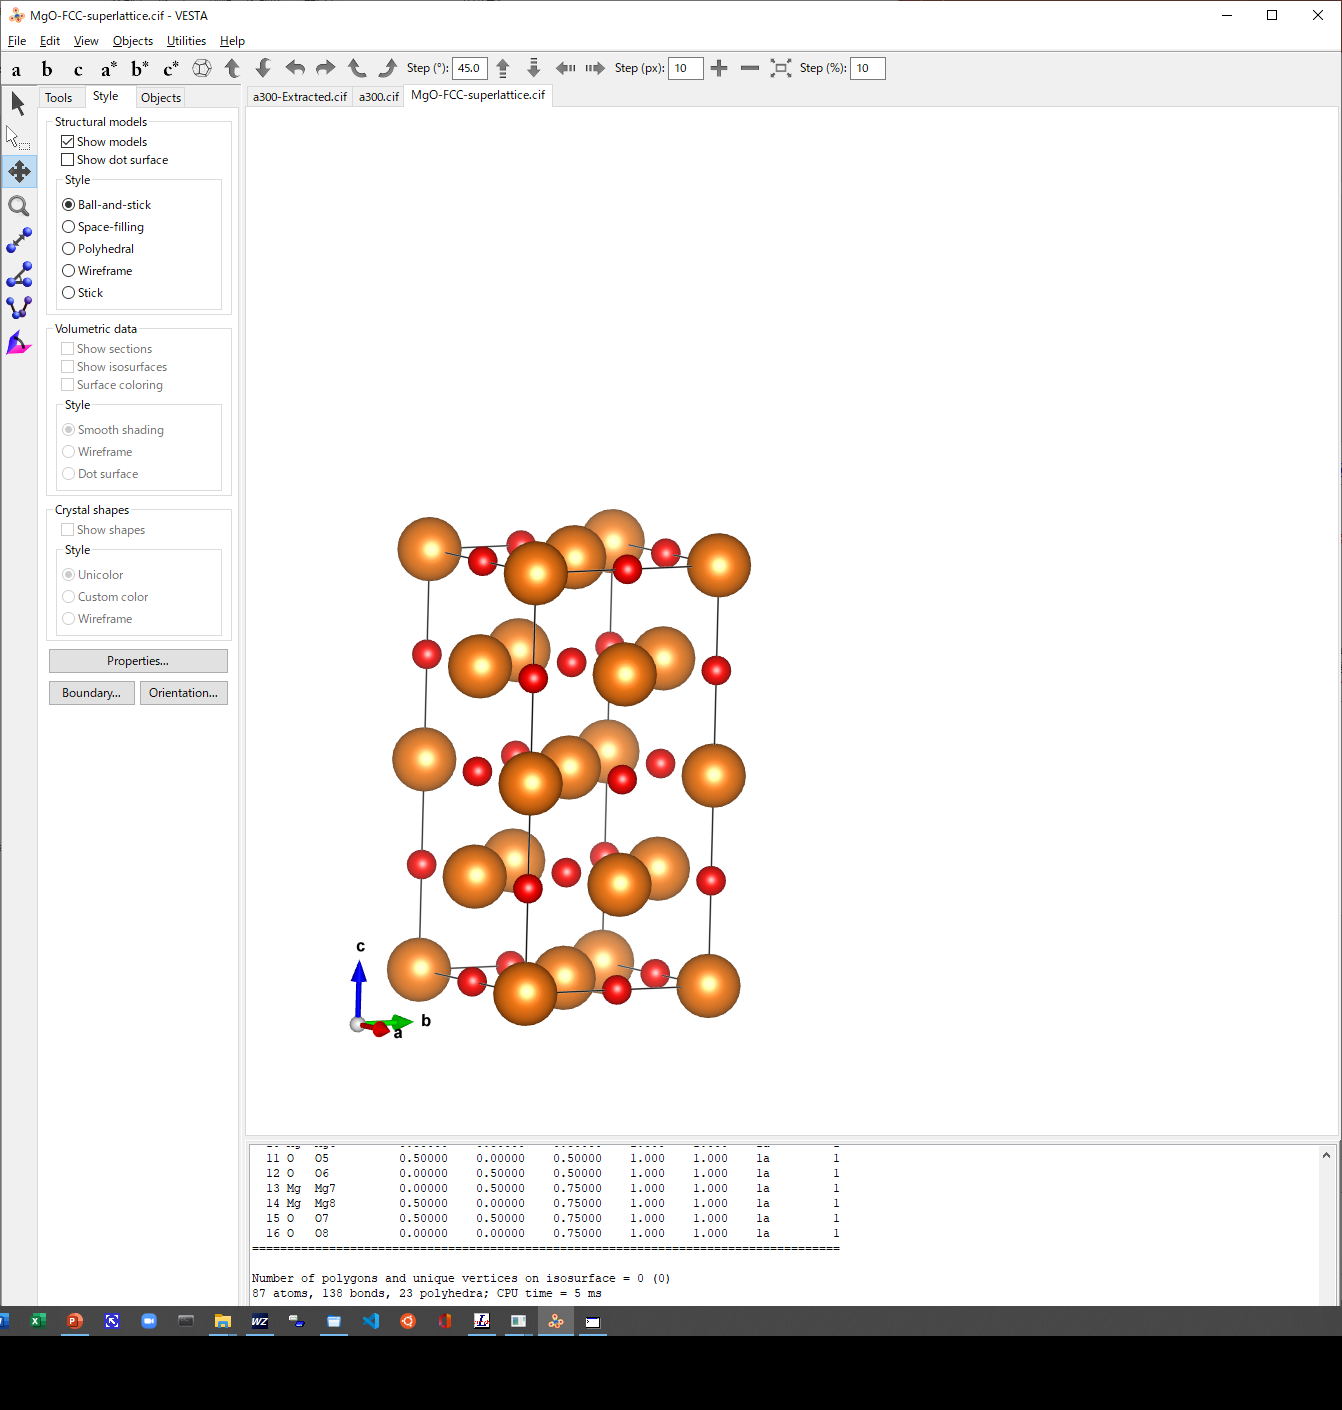 MgO-FCC-superlattice.cif - VESTA
File Edit View Objects Utilities Help
a b c a* b* c* Step (°): 45.0 Step (px): 10 Step (%): 10
Tools Style Objects
a300-Extracted.cif a300.cif MgO-FCC-superlattice.cif
Structural models
Show models
Show dot surface
Style
Ball-and-stick
Space-filling
Polyhedral
Wireframe
Stick
Volumetric data
Show sections
Show isosurfaces
Surface coloring
Style
Smooth shading
Wireframe
Dot surface
Crystal shapes
Show shapes
Style
Unicolor
Custom color
Wireframe
Properties...
Boundary... Orientation...
c
b
a
11 O O5 0.50000 0.00000 0.50000 1.000 1.000 1a 1
12 O O6 0.00000 0.50000 0.50000 1.000 1.000 1a 1
13 Mg Mg7 0.00000 0.50000 0.75000 1.000 1.000 1a 1
14 Mg Mg8 0.50000 0.00000 0.75000 1.000 1.000 1a 1
15 O O7 0.50000 0.50000 0.75000 1.000 1.000 1a 1
16 O O8 0.00000 0.00000 0.75000 1.000 1.000 1a 1
====================================================================================
Number of polygons and unique vertices on isosurface = 0 (0)
87 atoms, 138 bonds, 23 polyhedra; CPU time = 5 ms
WZ